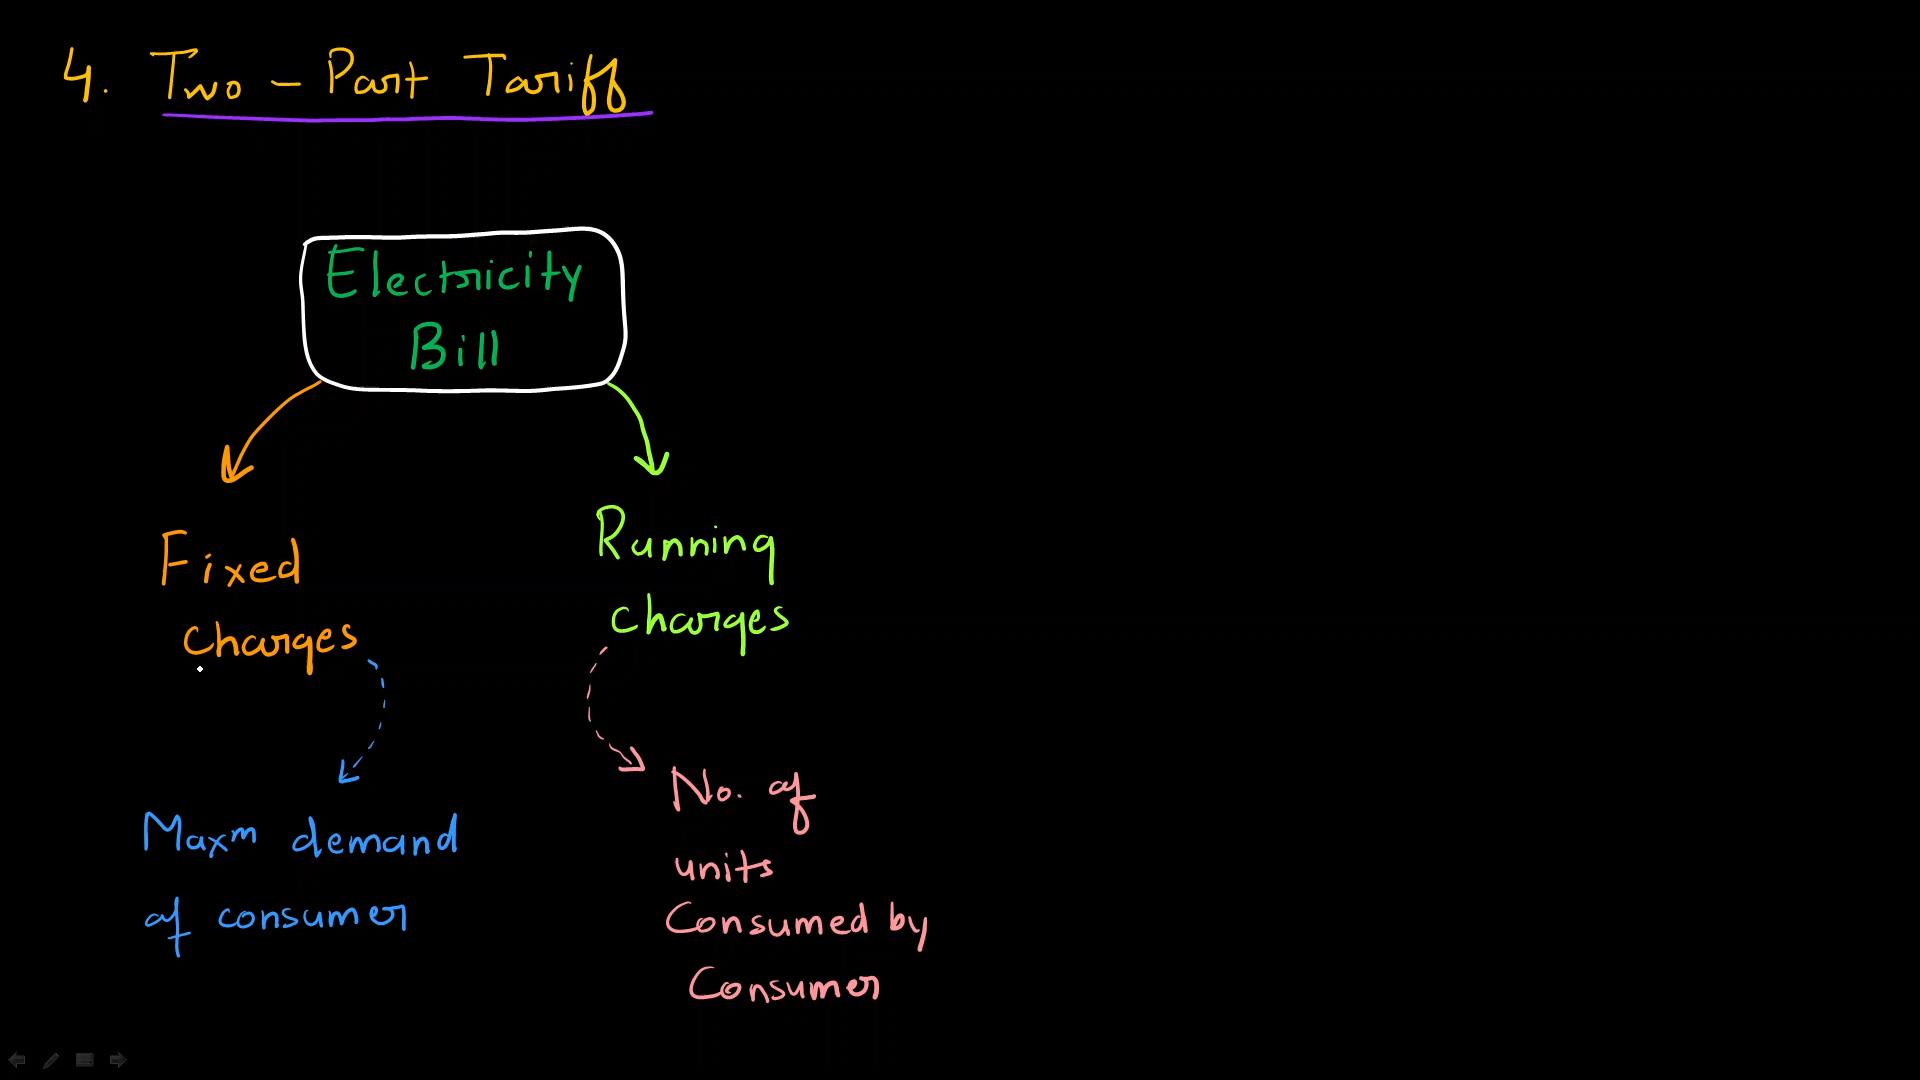 4. Two - Part Tariff
Electricity
Bill
Fixed
charges
Running
charges
Maxm demand
of consumer
No. of
units
Consumed by
Consumer